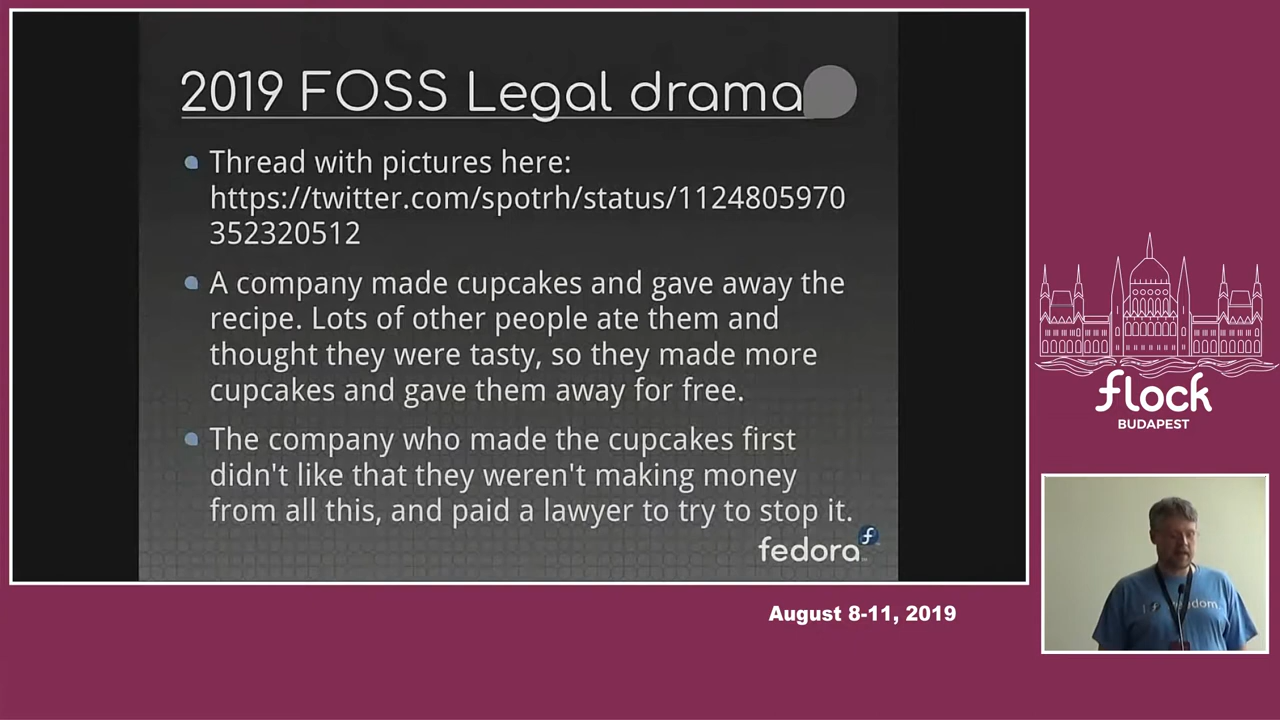 2019 FOSS Legal drama
Thread with pictures here:
https://twitter.com/spotrh/status/1124805970
352320512
A company made cupcakes and gave away the
recipe. Lots of other people ate them and
thought they were tasty, so they made more
cupcakes and gave them away for free.
The company who made the cupcakes first
didn't like that they weren't making money
from all this, and paid a lawyer to try to stop it.
fedora
flock
BUDAPEST
August 8-11, 2019